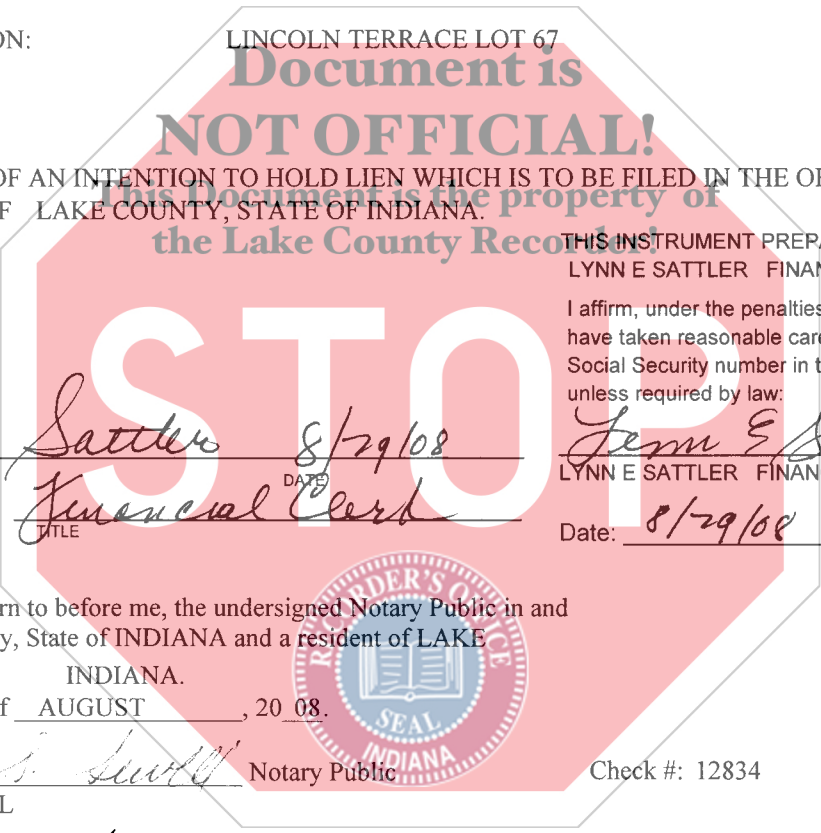 ON: LINCOLN TERRACE LOT 67
Document is
NOT OFFICIAL!
OF AN INTENTION TO HOLD LIEN WHICH IS TO BE FILED IN THE OF
This Document is the property of
F LAKE COUNTY, STATE OF INDIANA.
the Lake County Recorder!
THIS INSTRUMENT PREPA
LYNN E SATTLER FINAN
I affirm, under the penalties
have taken reasonable care
Social Security number in t
unless required by law:
STOP
Sattler 8/29/08
DATE
Financial Clerk
TITLE
Lynn E S
LYNN E SATTLER FINAN
Date: 8/29/08
rn to before me, the undersigned Notary Public in and
y, State of INDIANA and a resident of LAKE
INDIANA.
f AUGUST , 20 08.
RECORDER'S OFFICE
SEAL
INDIANA
Notary Public
Check #: 12834
L